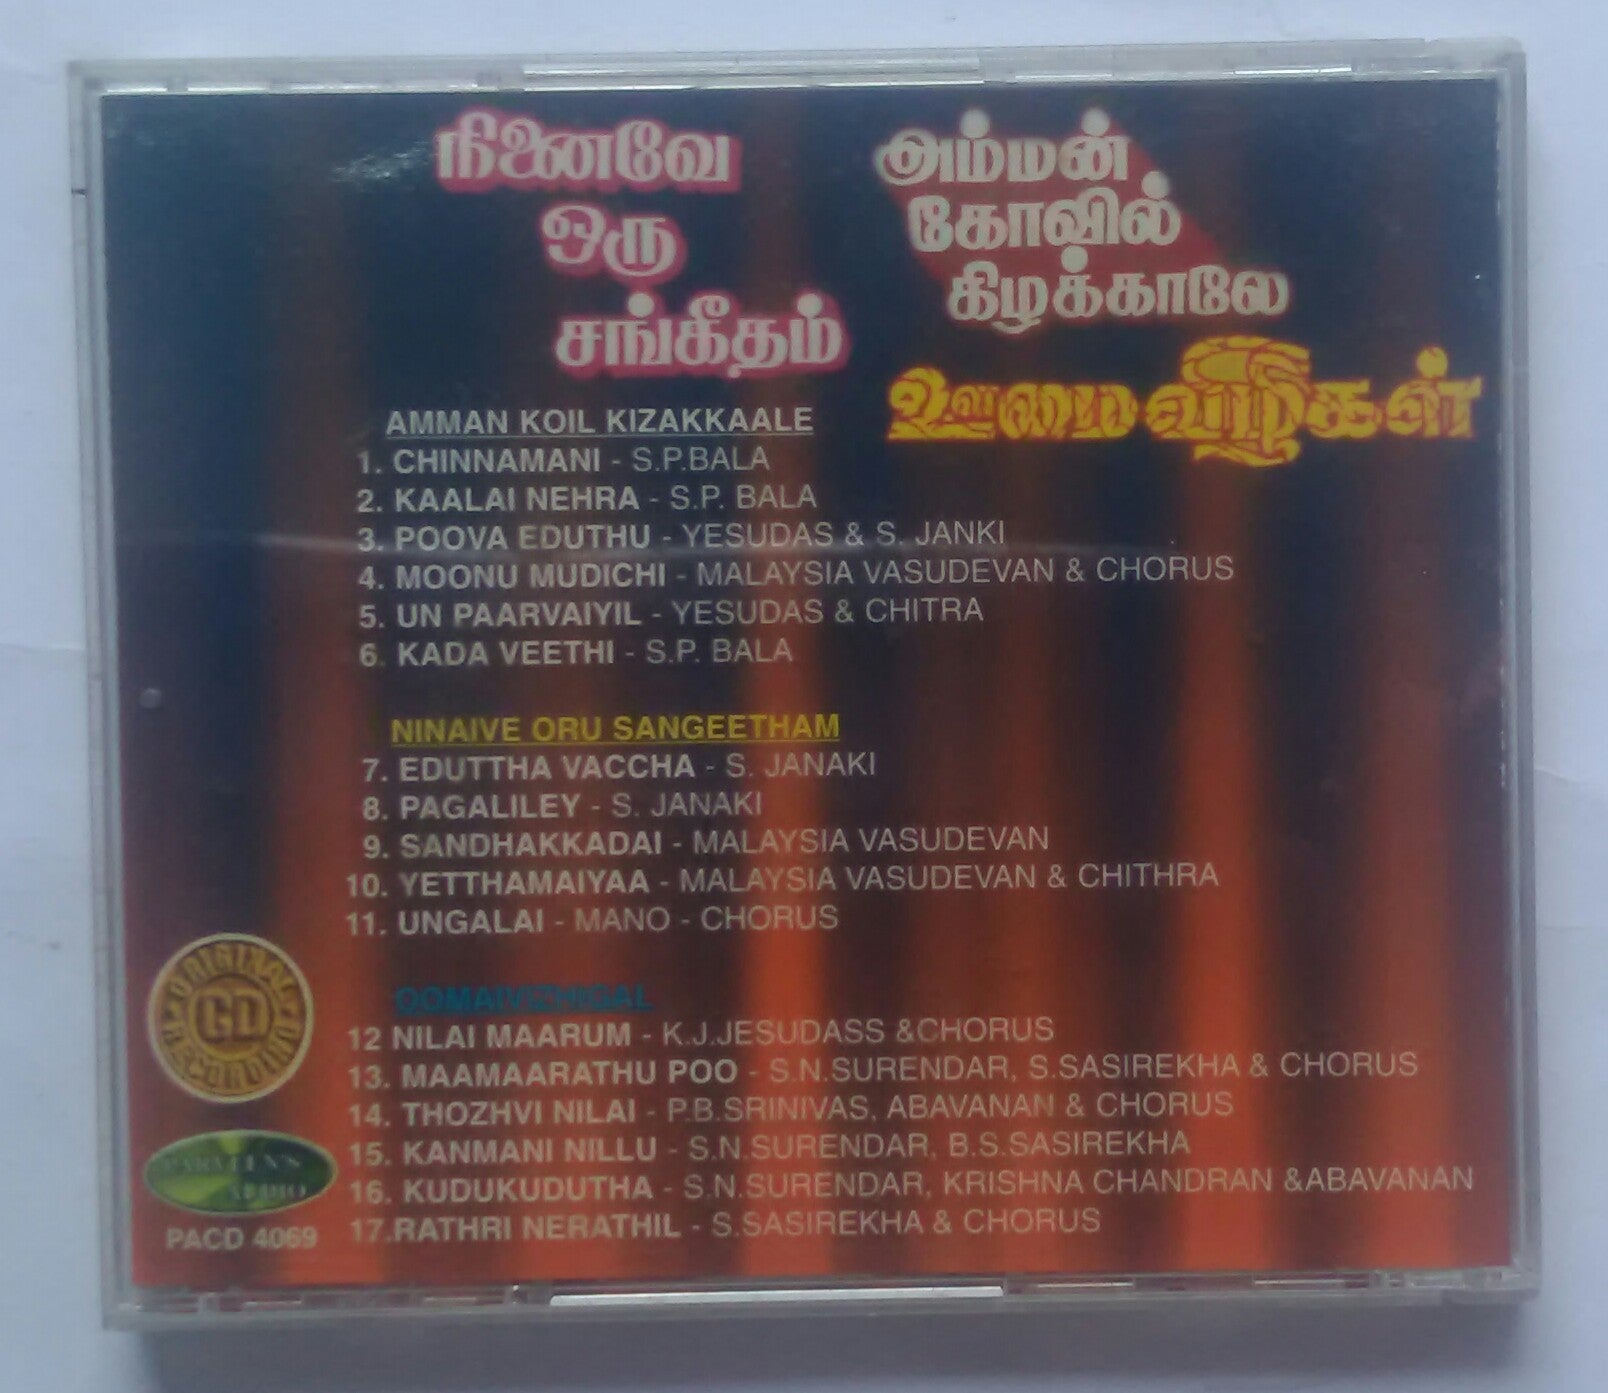 நினைவே
ஒரு
சங்கீதம்
அம்மன்
கோவில்
கிழக்காலே
ஊமை விழிகள்
AMMAN KOIL KIZAKKAALE
1. CHINNAMANI - S.P.BALA
2. KAALAI NEHRA - S.P. BALA
3. POOVA EDUTHU - YESUDAS & S. JANKI
4. MOONU MUDICHI - MALAYSIA VASUDEVAN & CHORUS
5. UN PAARVAIYIL - YESUDAS & CHITRA
6. KADA VEETHI - S.P. BALA
NINAIVE ORU SANGEETHAM
7. EDUTTHA VACCHA - S. JANAKI
8. PAGALILEY - S. JANAKI
9. SANDHAKKADAI - MALAYSIA VASUDEVAN
10. YETTHAMAIYAA - MALAYSIA VASUDEVAN & CHITHRA
11. UNGALAI - MANO - CHORUS
OOMAIVIZHIGAL
12 NILAI MAARUM - K.J.JESUDASS &CHORUS
13. MAAMAARATHU POO - S.N.SURENDAR, S.SASIREKHA & CHORUS
14. THOZHVI NILAI - P.B.SRINIVAS, ABAVANAN & CHORUS
15. KANMANI NILLU - S.N.SURENDAR, B.S.SASIREKHA
16. KUDUKUDUTHA - S.N.SURENDAR, KRISHNA CHANDRAN &ABAVANAN
17.RATHRI NERATHIL - S.SASIREKHA & CHORUS
ORIGINAL
CD
RECORDING
PARVEEN'S
AUDIO
PACD 4069